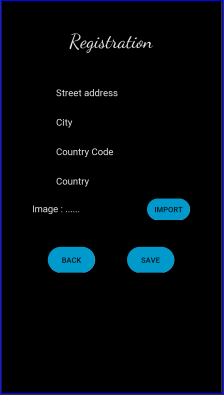 Registration
Street address
City
Country Code
Country
Image : ......
IMPORT
BACK
SAVE